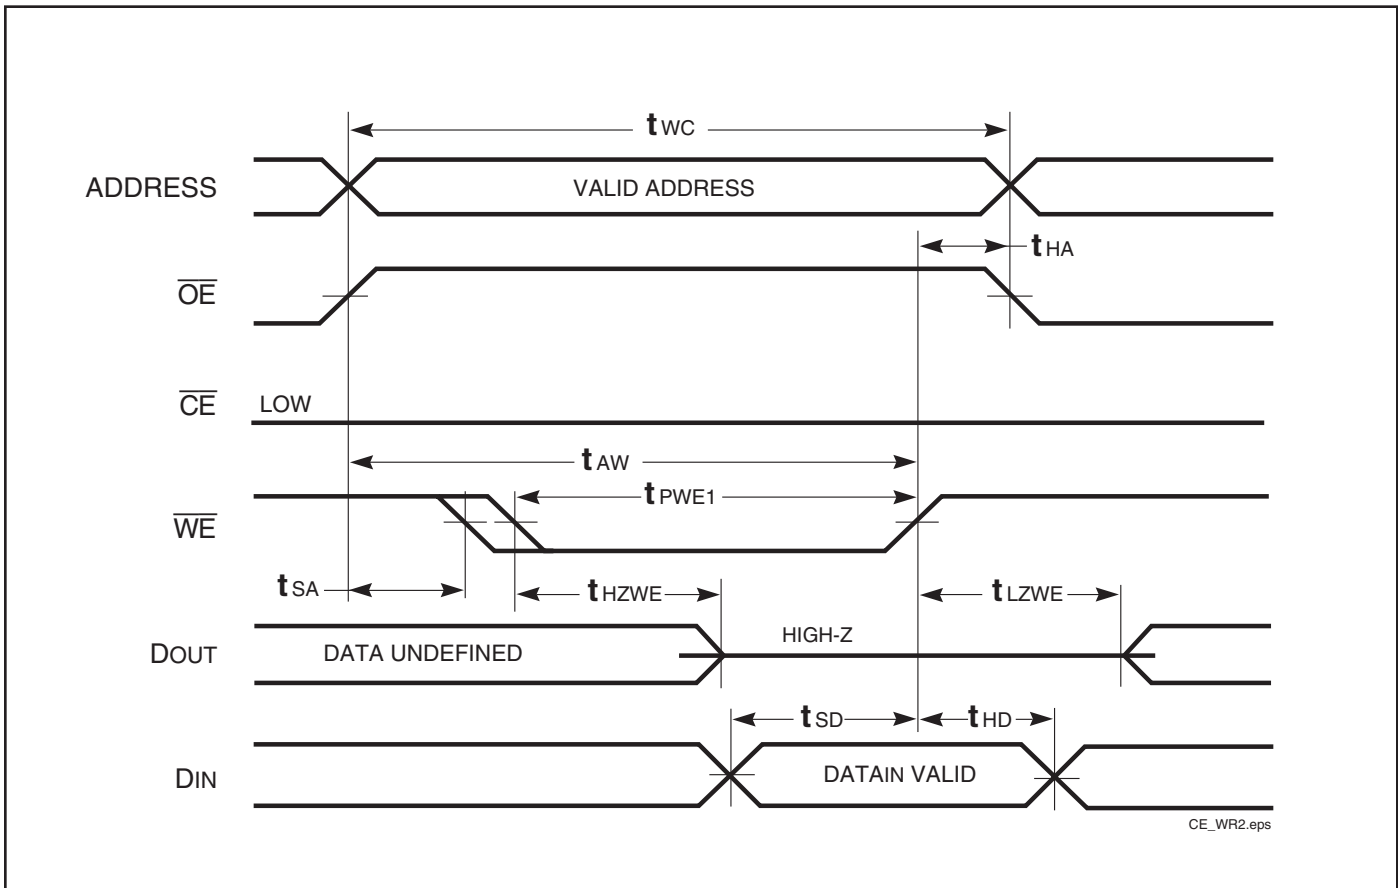 tWC
ADDRESS
VALID ADDRESS
tHA
OE
CE
LOW
tAW
tPWE1
WE
tSA
tHZWE
tLZWE
DOUT
DATA UNDEFINED
HIGH-Z
tSD
tHD
DIN
DATAIN VALID
CE_WR2.eps